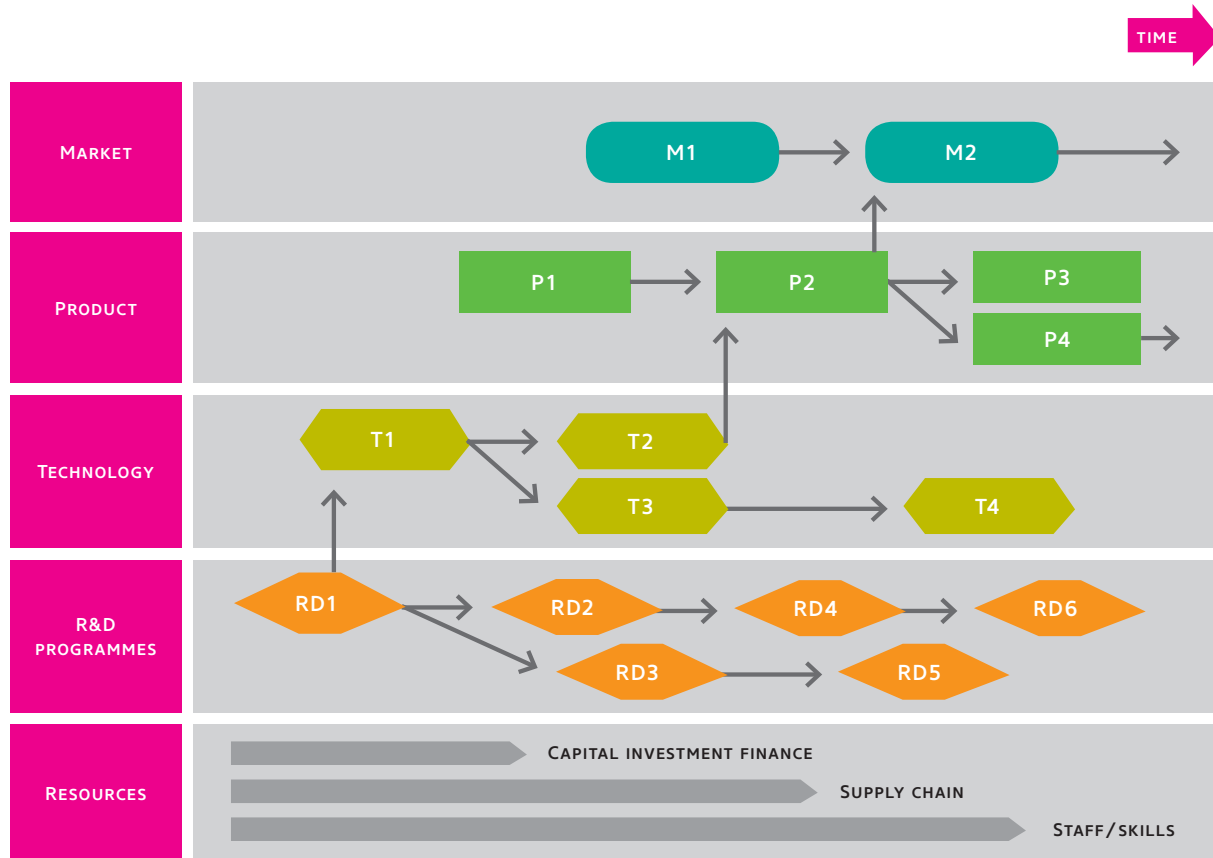 TIME
MARKET
M1
M2
PRODUCT
P1
P2
P3
P4
TECHNOLOGY
T1
T2
T3
T4
R&D
PROGRAMMES
RD1
RD2
RD4
RD6
RD3
RD5
RESOURCES
CAPITAL INVESTMENT FINANCE
SUPPLY CHAIN
STAFF/SKILLS